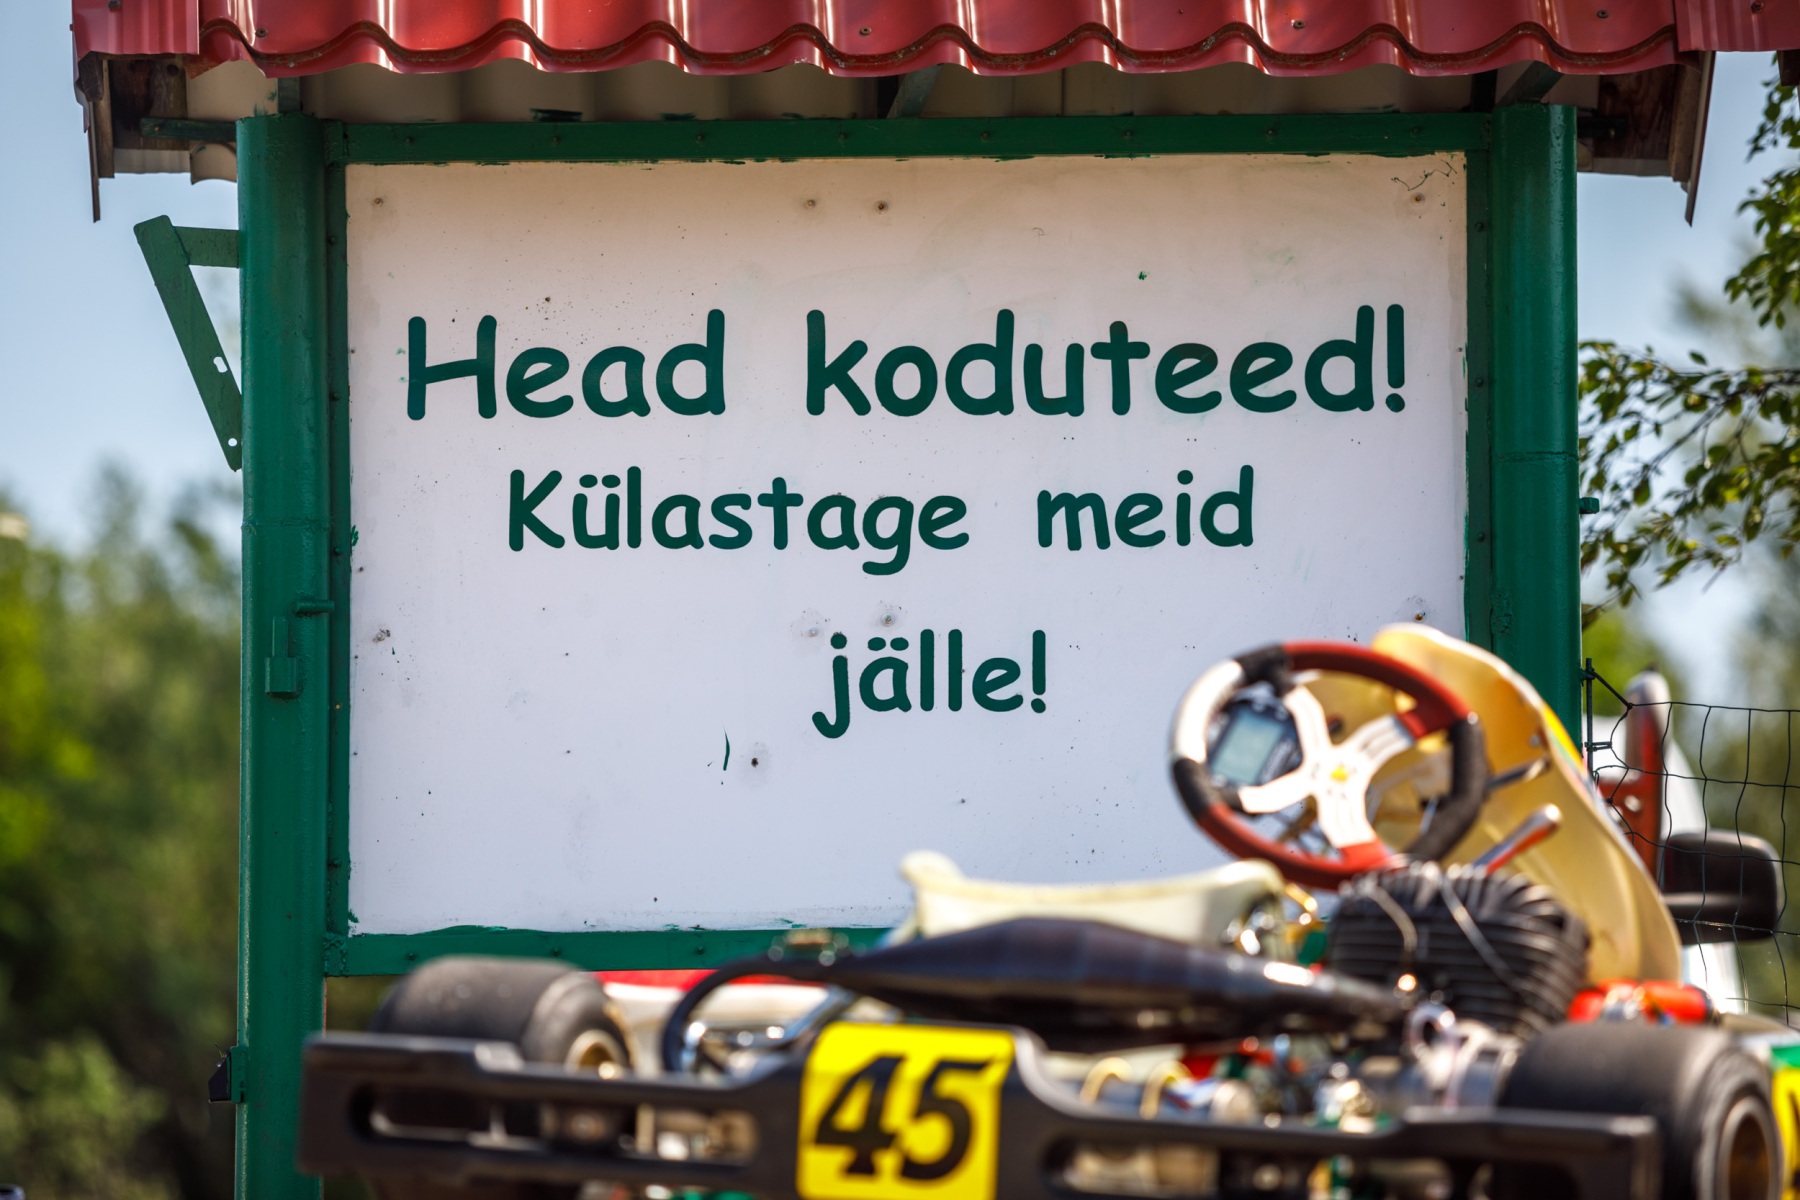 Head koduteed!
Külastage meid
jälle!
45